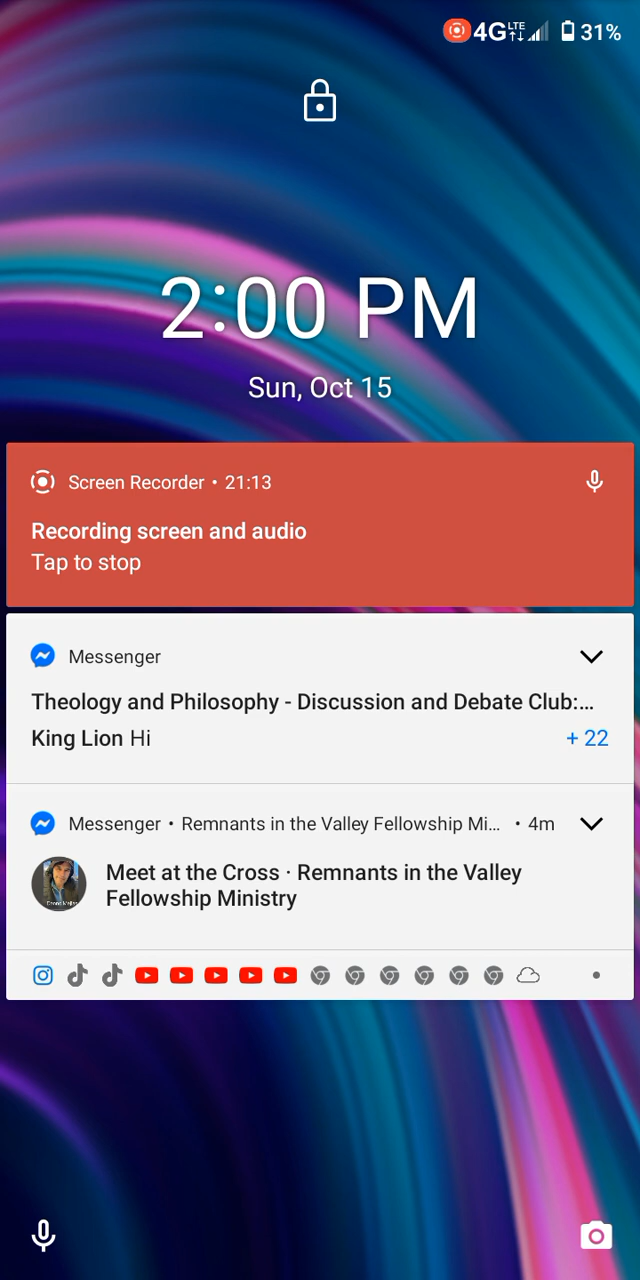 4G LTE 31%
2:00 PM
Sun, Oct 15
Screen Recorder • 21:13
Recording screen and audio
Tap to stop
Messenger
Theology and Philosophy - Discussion and Debate Club:...
King Lion Hi + 22
Messenger • Remnants in the Valley Fellowship Mi... • 4m
Meet at the Cross · Remnants in the Valley
Fellowship Ministry